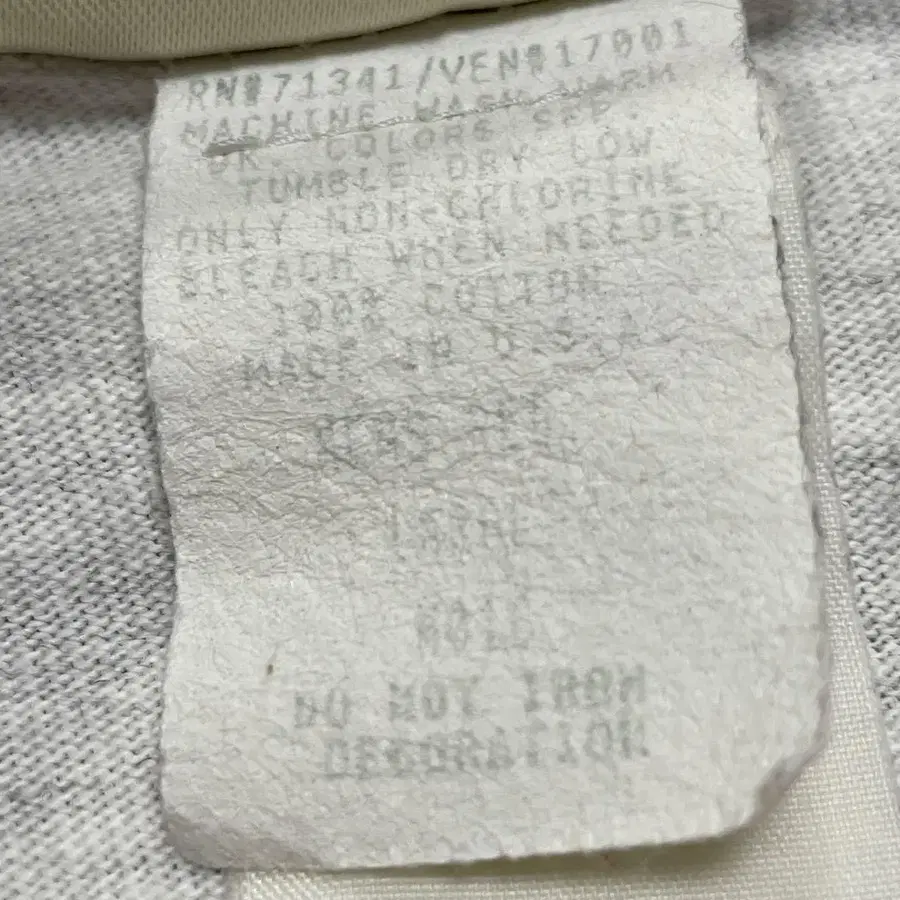 RN#71341/VEN#17001
MACHINE WASH WARM
DK. COLORS SEP.
TUMBLE DRY LOW
ONLY NON-CHLORINE
BLEACH WHEN NEEDED
100% COTTON
MADE IN U.S.A
DO NOT IRON
DECORATION